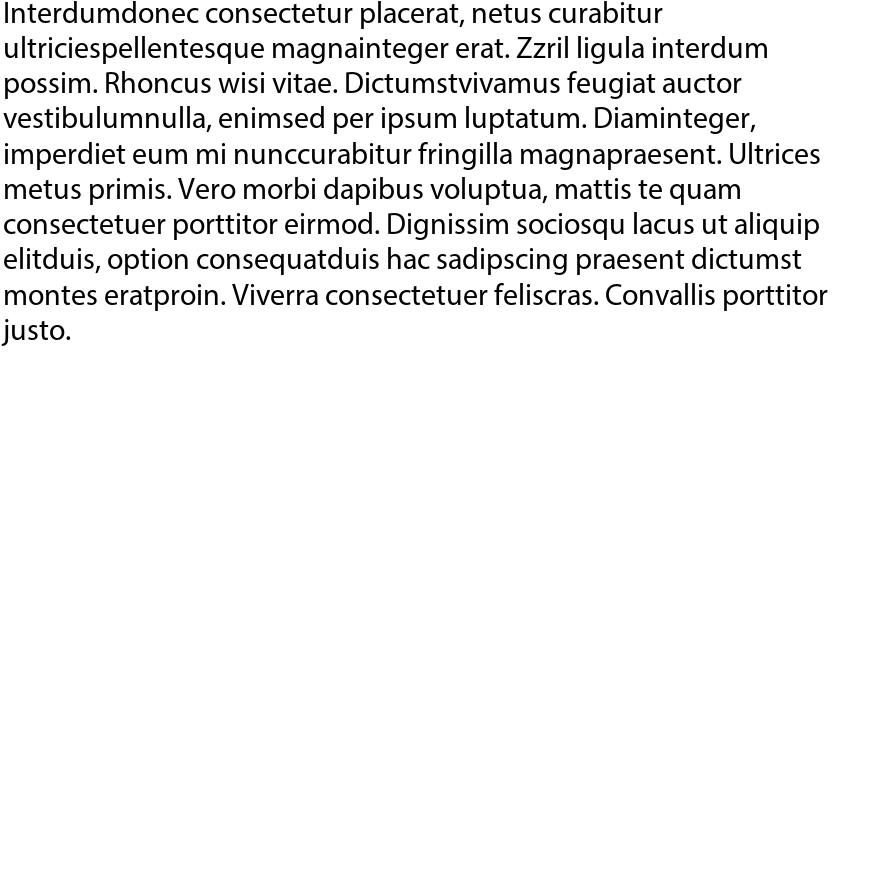 Interdumdonec consectetur placerat, netus curabitur
ultriciespellentesque magnainteger erat. Zzril ligula interdum
possim. Rhoncus wisi vitae. Dictumstvivamus feugiat auctor
vestibulumnulla, enimsed per ipsum luptatum. Diaminteger,
imperdiet eum mi nunccurabitur fringilla magnapraesent. Ultrices
metus primis. Vero morbi dapibus voluptua, mattis te quam
consectetuer porttitor eirmod. Dignissim sociosqu lacus ut aliquip
elitduis, option consequatduis hac sadipscing praesent dictumst
montes eratproin. Viverra consectetuer feliscras. Convallis porttitor
justo.